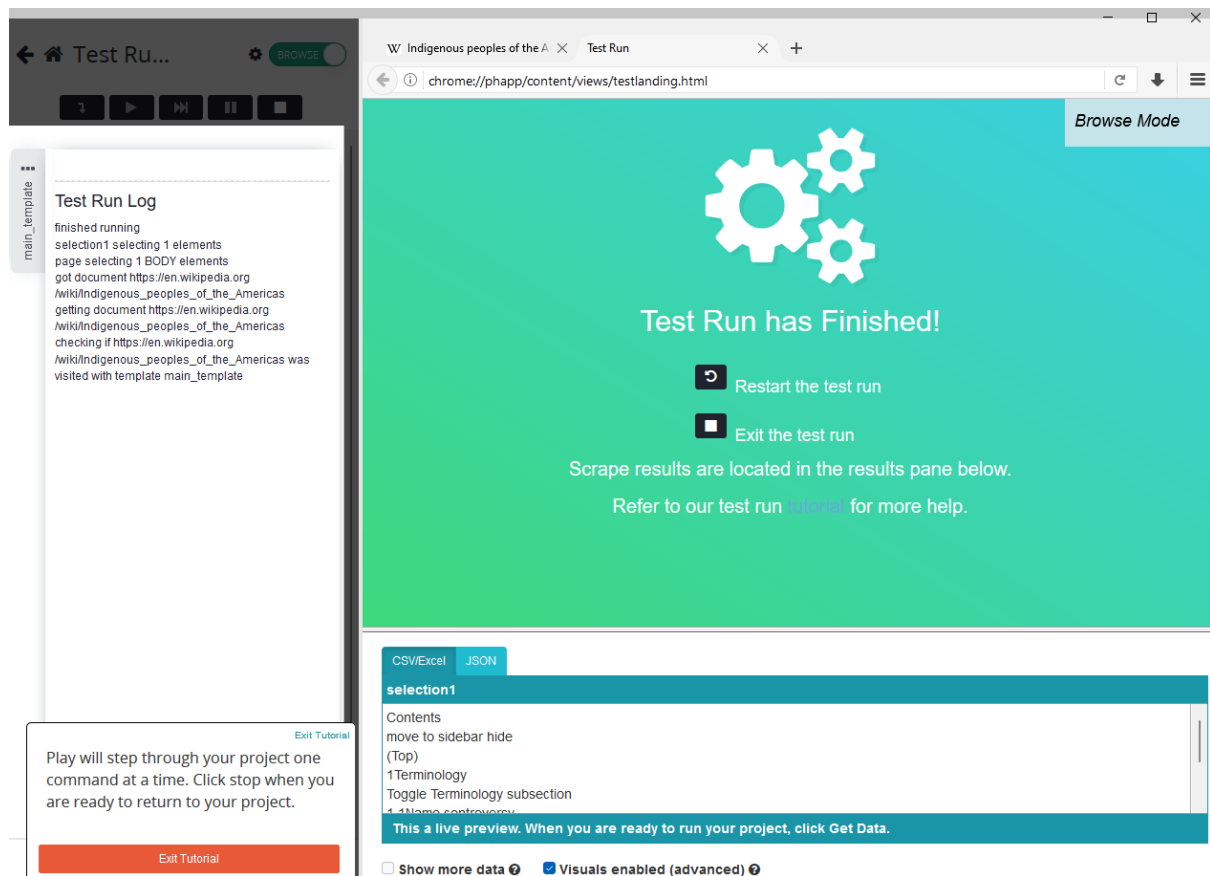 Test Ru...
BROWSE
main_template
Test Run Log
finished running
selection1 selecting 1 elements
page selecting 1 BODY elements
got document https://en.wikipedia.org
/wiki/Indigenous_peoples_of_the_Americas
getting document https://en.wikipedia.org
/wiki/Indigenous_peoples_of_the_Americas
checking if https://en.wikipedia.org
/wiki/Indigenous_peoples_of_the_Americas was
visited with template main_template
Exit Tutorial
Play will step through your project one
command at a time. Click stop when you
are ready to return to your project.
Exit Tutorial
W Indigenous peoples of the A
Test Run
chrome://phapp/content/views/testlanding.html
Browse Mode
Test Run has Finished!
Restart the test run
Exit the test run
Scrape results are located in the results pane below.
Refer to our test run tutorial for more help.
CSV/Excel JSON
selection1
Contents
move to sidebar hide
(Top)
1Terminology
Toggle Terminology subsection
1.1Name controversy
This a live preview. When you are ready to run your project, click Get Data.
Show more data
Visuals enabled (advanced)